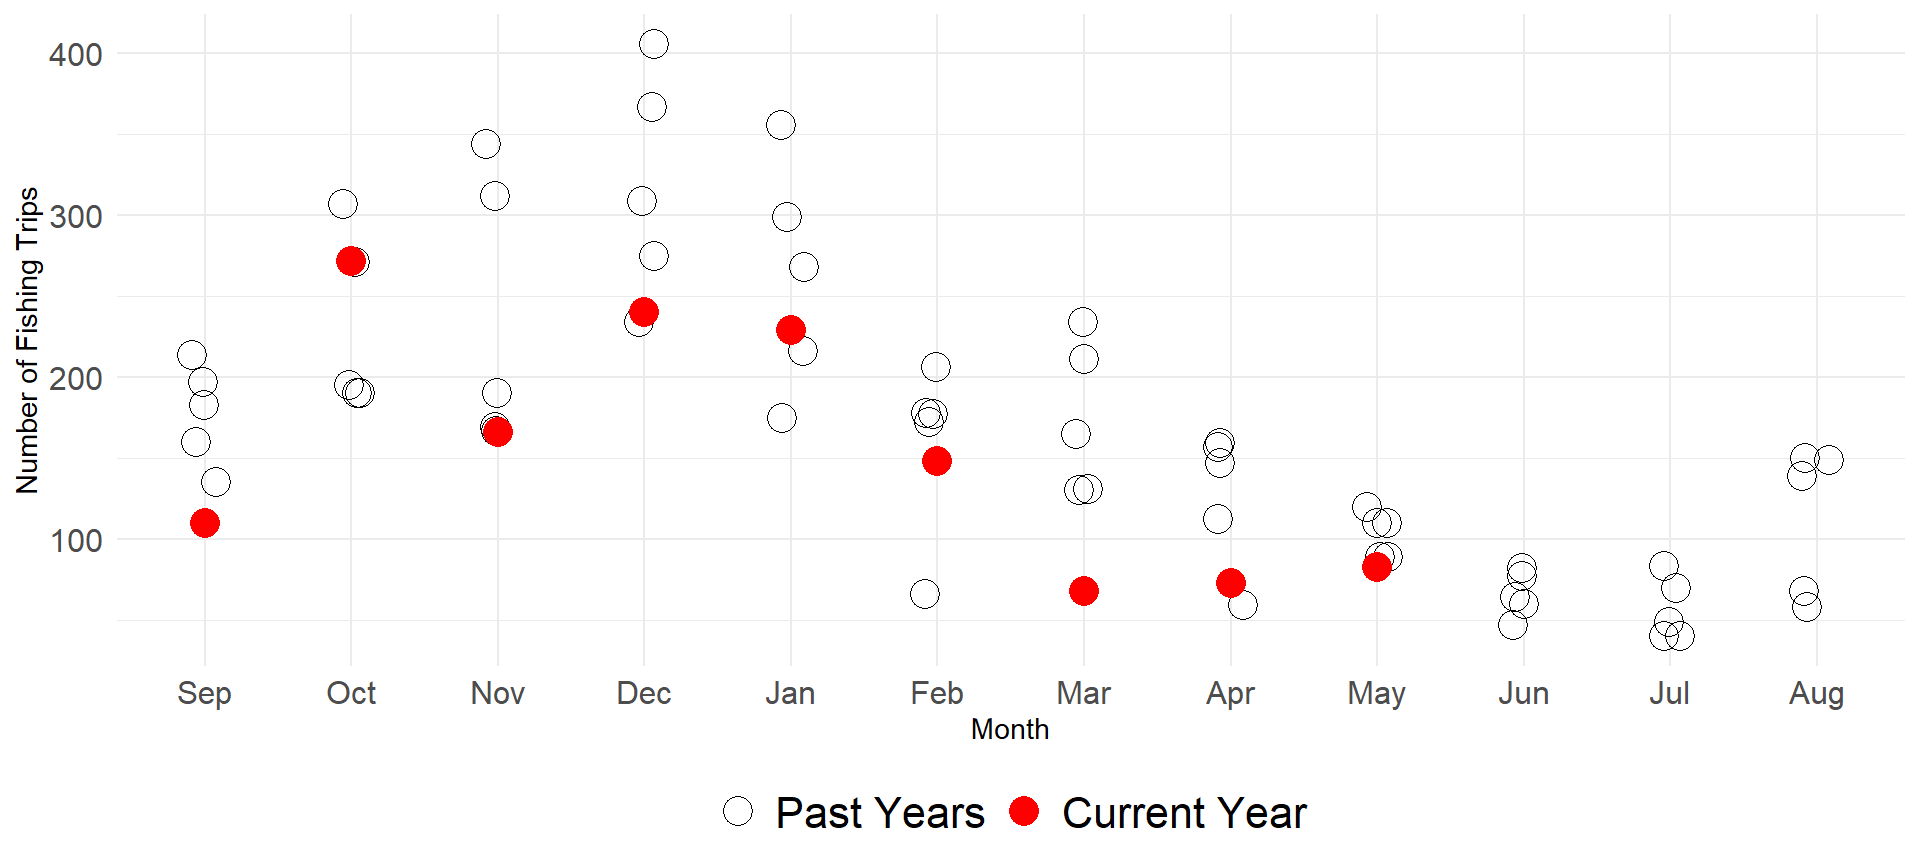 Number of Fishing Trips
400
300
200
100
Sep Oct Nov Dec Jan Feb Mar Apr May Jun Jul Aug
Month
Past Years Current Year